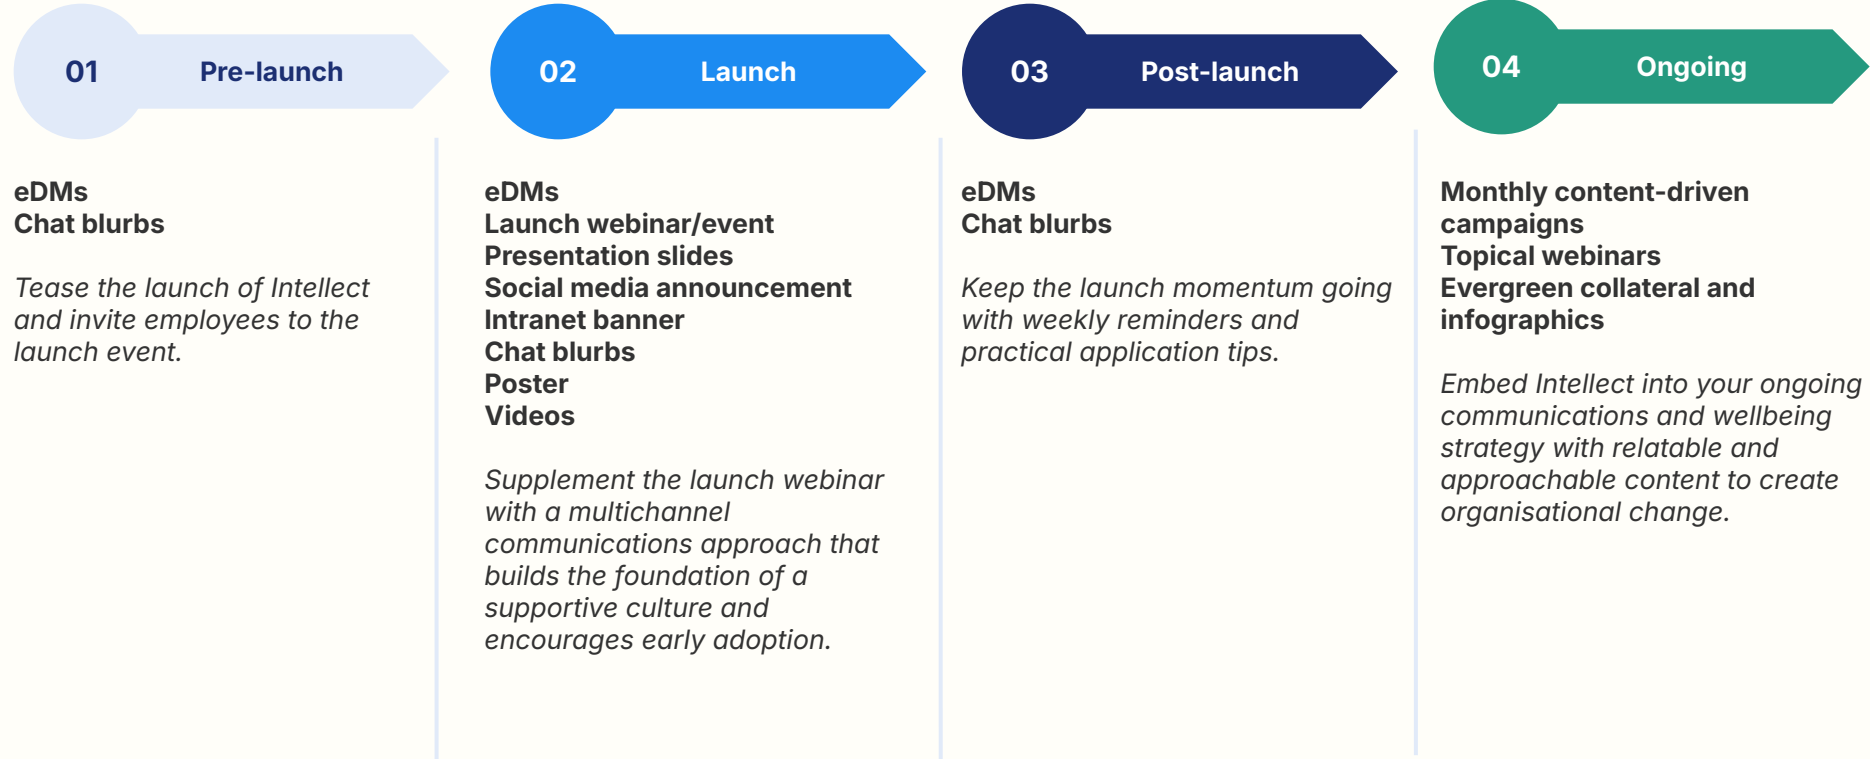 01
Pre-launch
eDMs
Chat blurbs
Tease the launch of Intellect
and invite employees to the
launch event.
02
Launch
eDMs
Launch webinar/event
Presentation slides
Social media announcement
Intranet banner
Chat blurbs
Poster
Videos
Supplement the launch webinar
with a multichannel
communications approach that
builds the foundation of a
supportive culture and
encourages early adoption.
03
Post-launch
eDMs
Chat blurbs
Keep the launch momentum going
with weekly reminders and
practical application tips.
04
Ongoing
Monthly content-driven
campaigns
Topical webinars
Evergreen collateral and
infographics
Embed Intellect into your ongoing
communications and wellbeing
strategy with relatable and
approachable content to create
organisational change.